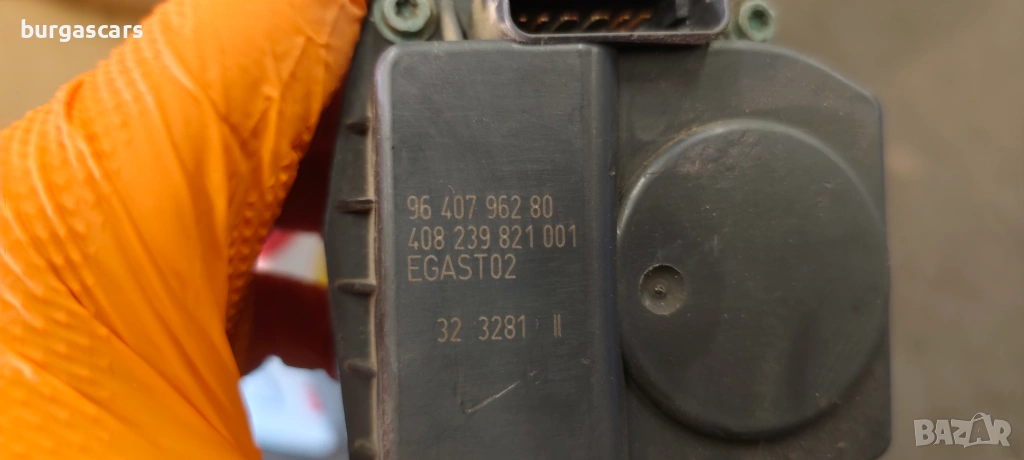 burgascars
96 407 962 80
408 239 821 001
EGAST02
32 3281 II
BAZAR